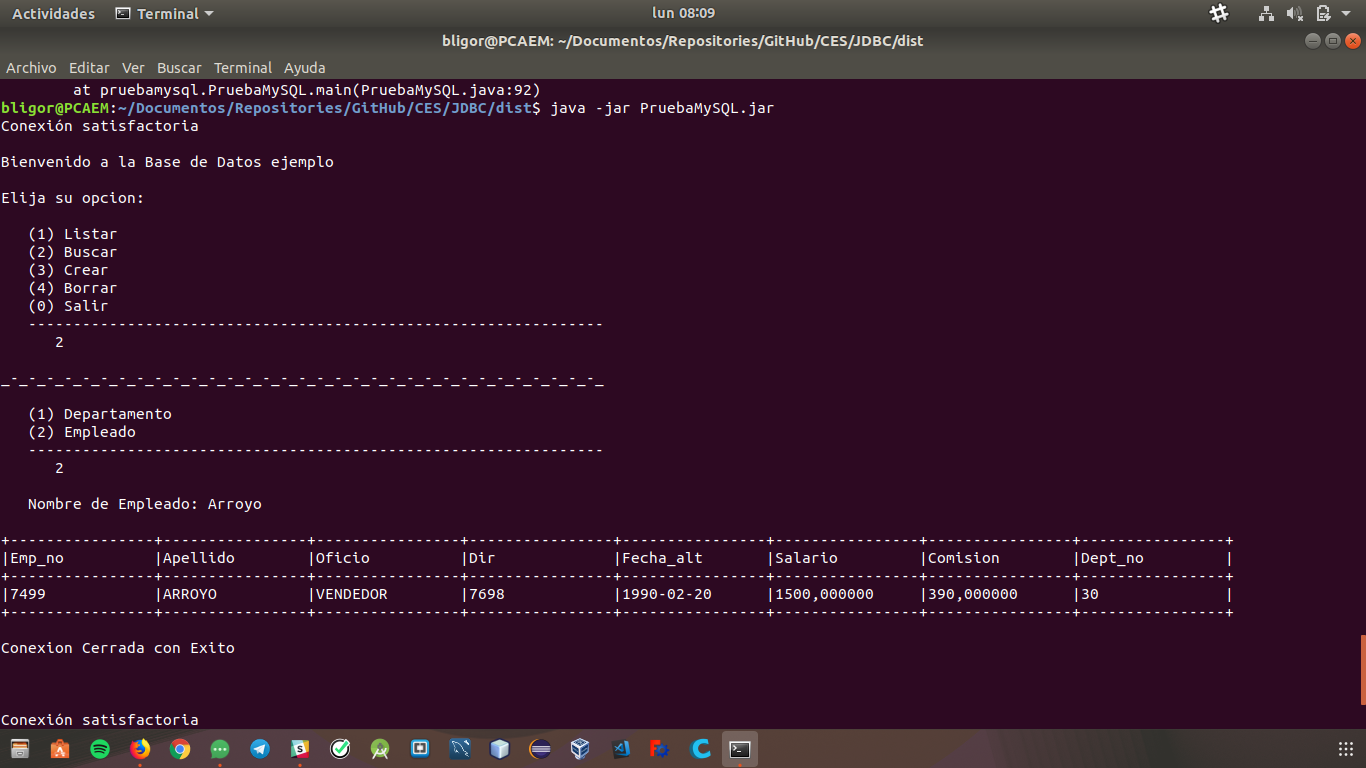 Actividades Terminal lun 08:09
bligor@PCAEM: ~/Documentos/Repositories/GitHub/CES/JDBC/dist
Archivo Editar Ver Buscar Terminal Ayuda
at pruebamysql.PruebaMySQL.main(PruebaMySQL.java:92)
bligor@PCAEM:~/Documentos/Repositories/GitHub/CES/JDBC/dist$ java -jar PruebaMySQL.jar
Conexión satisfactoria
Bienvenido a la Base de Datos ejemplo
Elija su opcion:
(1) Listar
(2) Buscar
(3) Crear
(4) Borrar
(0) Salir
----------------------------------------------------------------
2
_-_-_-_-_-_-_-_-_-_-_-_-_-_-_-_-_-_-_-_-_-_-_-_-_-_-_-_-_-_-_-_-_-_
(1) Departamento
(2) Empleado
----------------------------------------------------------------
2
Nombre de Empleado: Arroyo
+----------------+----------------+----------------+----------------+----------------+----------------+----------------+----------------+
|Emp_no |Apellido |Oficio |Dir |Fecha_alt |Salario |Comision |Dept_no |
+----------------+----------------+----------------+----------------+----------------+----------------+----------------+----------------+
|7499 |ARROYO |VENDEDOR |7698 |1990-02-20 |1500,000000 |390,000000 |30 |
+----------------+----------------+----------------+----------------+----------------+----------------+----------------+----------------+
Conexion Cerrada con Exito
Conexión satisfactoria